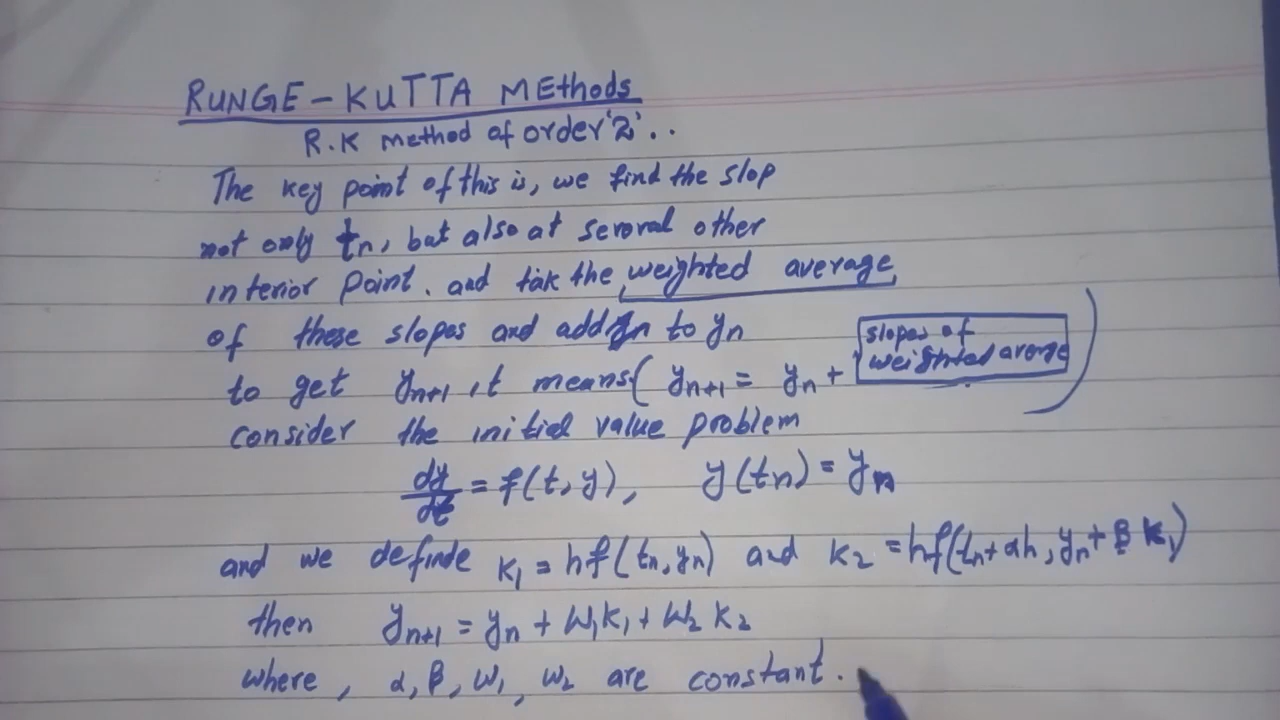 RUNGE-KUTTA METHods
R.K method of order '2'..
The key point of this is, we find the slop
not only tn, but also at several other
interior point. and tak the weighted average
of these slopes and add to yn
to get yn+1 it means( yn+1 = yn + slopes of weighted averge )
consider the initial value problem
dy/dt = f(t,y), y(tn) = yn
and we definde K1 = hf(tn,yn) and K2 = hf(tn+αh, yn+βK1)
then yn+1 = yn + W1K1 + W2 K2
where, α, β, W1, W2 are constant.